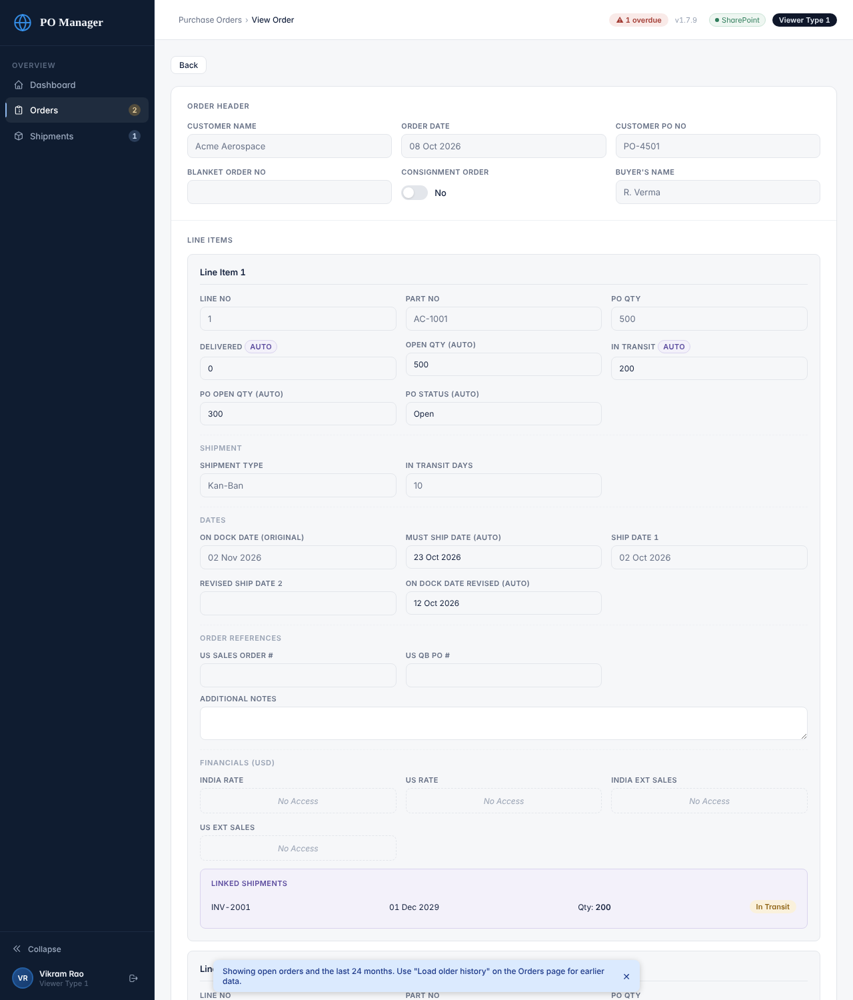 PO Manager
OVERVIEW
Dashboard
Orders 2
Shipments 1
Purchase Orders › View Order
1 overdue v1.7.9 SharePoint Viewer Type 1
Back
ORDER HEADER
CUSTOMER NAME ORDER DATE CUSTOMER PO NO
Acme Aerospace 08 Oct 2026 PO-4501
BLANKET ORDER NO CONSIGNMENT ORDER BUYER'S NAME
No R. Verma
LINE ITEMS
Line Item 1
LINE NO PART NO PO QTY
1 AC-1001 500
DELIVERED AUTO OPEN QTY (AUTO) IN TRANSIT AUTO
0 500 200
PO OPEN QTY (AUTO) PO STATUS (AUTO)
300 Open
SHIPMENT
SHIPMENT TYPE IN TRANSIT DAYS
Kan-Ban 10
DATES
ON DOCK DATE (ORIGINAL) MUST SHIP DATE (AUTO) SHIP DATE 1
02 Nov 2026 23 Oct 2026 02 Oct 2026
REVISED SHIP DATE 2 ON DOCK DATE REVISED (AUTO)
12 Oct 2026
ORDER REFERENCES
US SALES ORDER # US QB PO #
ADDITIONAL NOTES
FINANCIALS (USD)
INDIA RATE US RATE INDIA EXT SALES
No Access No Access No Access
US EXT SALES
No Access
LINKED SHIPMENTS
INV-2001 01 Dec 2029 Qty: 200 In Transit
Showing open orders and the last 24 months. Use "Load older history" on the Orders page for earlier
data.
LINE NO PART NO PO QTY
Collapse
VR Vikram Rao
Viewer Type 1